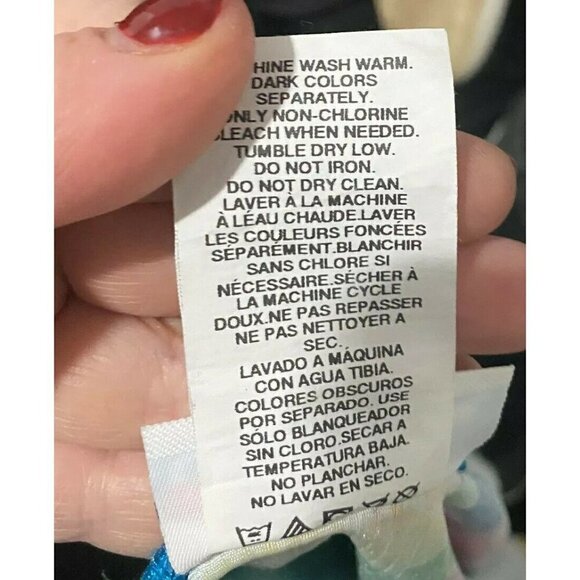 HINE WASH WARM.
DARK COLORS
SEPARATELY.
ONLY NON-CHLORINE
BLEACH WHEN NEEDED.
TUMBLE DRY LOW.
DO NOT IRON.
DO NOT DRY CLEAN.
LAVER À LA MACHINE
À LÉAU CHAUDE.LAVER
LES COULEURS FONCÉES
SÉPARÉMENT.BLANCHIR
SANS CHLORE SI
NÉCESSAIRE.SÉCHER À
LA MACHINE CYCLE
DOUX.NE PAS REPASSER
NE PAS NETTOYER A
SEC.
LAVADO A MÁQUINA
CON AGUA TIBIA.
COLORES OBSCUROS
POR SEPARADO. USE
SÓLO BLANQUEADOR
SIN CLORO.SECAR A
TEMPERATURA BAJA.
NO PLANCHAR.
NO LAVAR EN SECO.